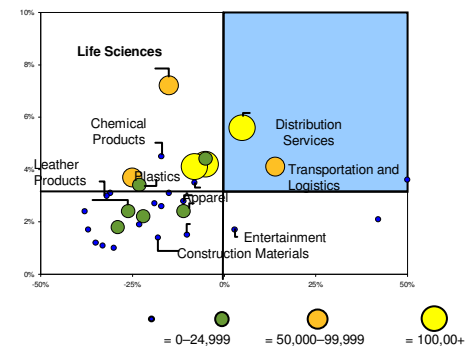 10%
8%
6%
4%
2%
0%
-50%
-25%
0%
25%
50%
Life Sciences
Chemical
Products
Distribution
Services
Leather
Products
Plastics
Transportation and
Logistics
Apparel
Entertainment
Construction Materials
= 0–24,999
= 50,000–99,999
= 100,00+